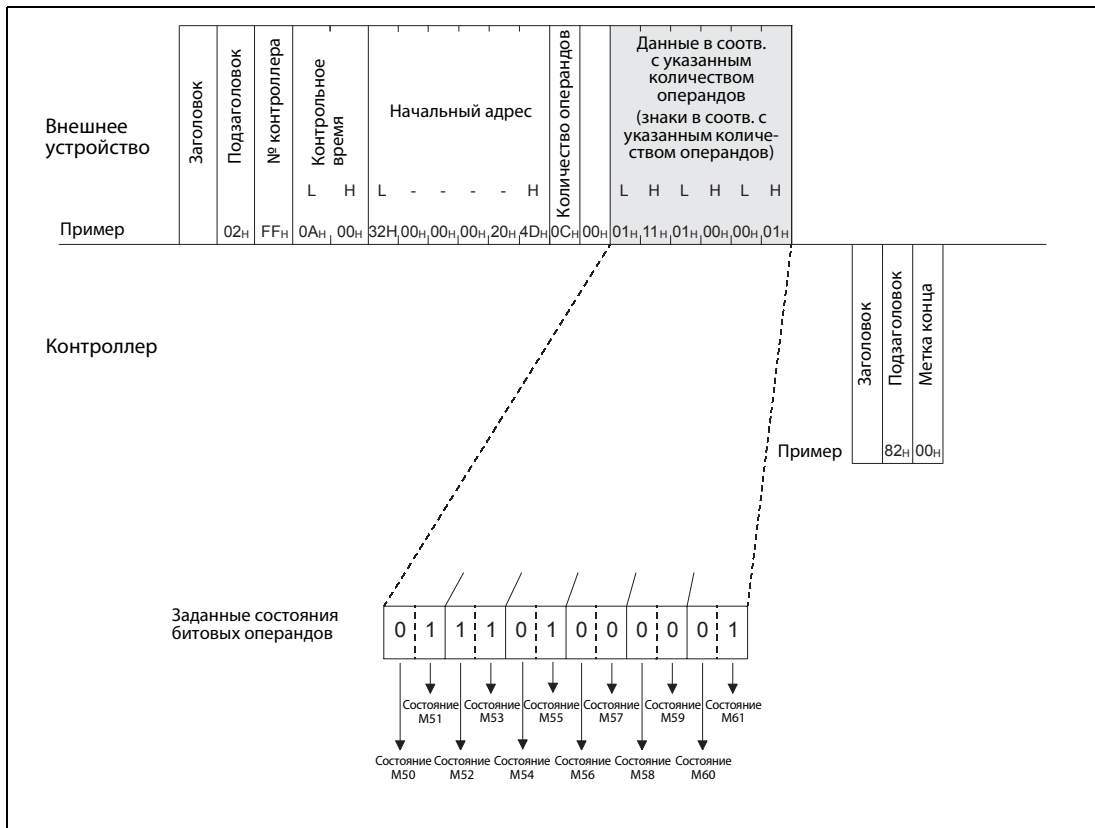 Внешнее
устройство
Заголовок
Подзаголовок
№ контроллера
Контрольное
время
Начальный адрес
Количество операндов
Данные в соотв.
с указанным
количеством
операндов
(знаки в соотв. с
указанным количе-
ством операндов)
L H L - - - - H L H L H L H
Пример 02H FFH 0AH 00H 32H 00H 00H 00H 20H 4DH 0CH 00H 01H 11H 01H 00H 00H 01H
Контроллер
Заголовок
Подзаголовок
Метка конца
Пример 82H 00H
Заданные состояния
битовых операндов
0 1 1 1 0 1 0 0 0 0 0 1
Состояние Состояние Состояние Состояние Состояние Состояние
M51 M53 M55 M57 M59 M61
Состояние Состояние Состояние Состояние Состояние Состояние
M50 M52 M54 M56 M58 M60